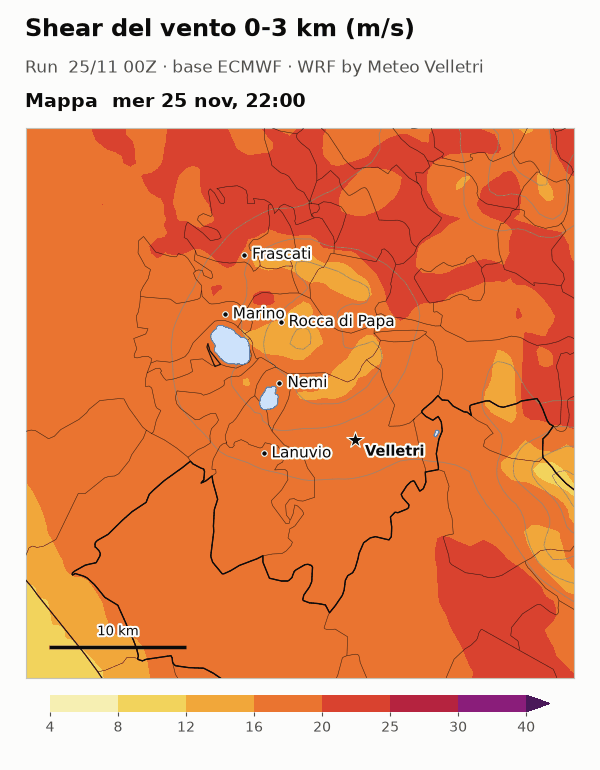 Shear del vento 0-3 km (m/s)
Run  25/11 00Z · base ECMWF · WRF by Meteo Velletri
Mappa  mer 25 nov, 22:00
Frascati
Marino
Rocca di Papa
Nemi
Velletri
Lanuvio
10 km
4 8 12 16 20 25 30 40